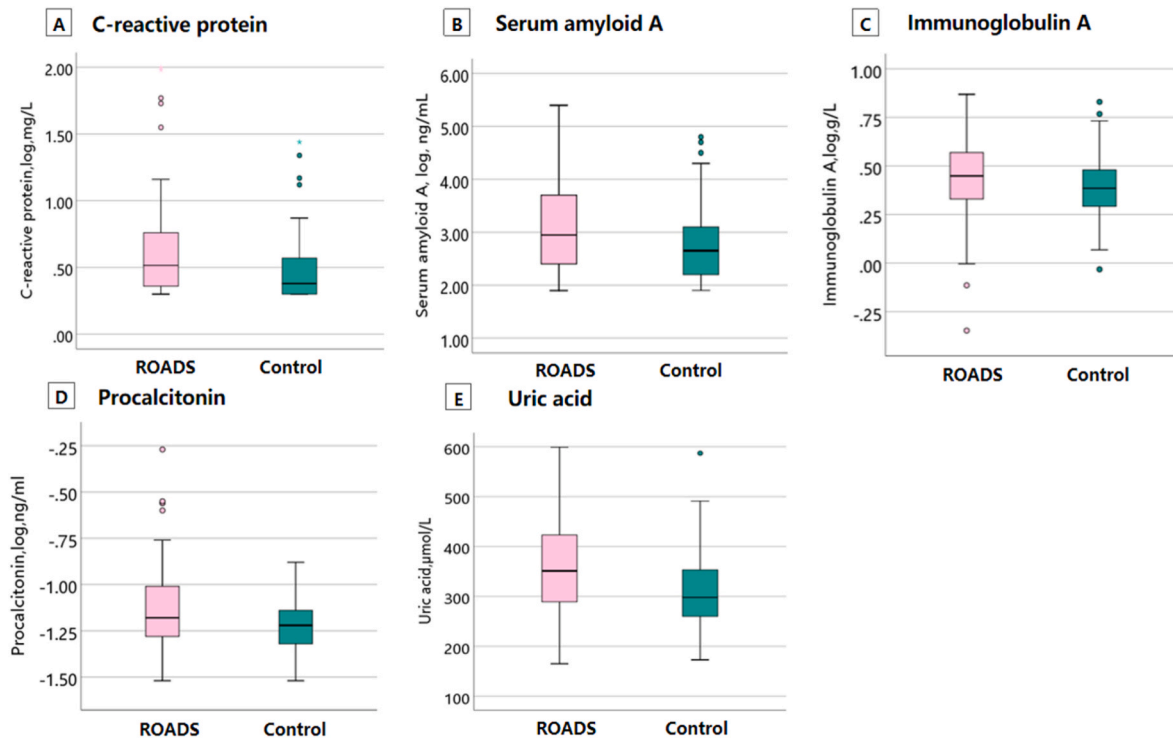 A C-reactive protein
C-reactive protein,log,mg/L
2.00
1.50
1.00
.50
.00
ROADS Control
B Serum amyloid A
Serum amyloid A, log, ng/mL
6.00
5.00
4.00
3.00
2.00
1.00
ROADS Control
C Immunoglobulin A
Immunoglobulin A,log,g/L
1.00
0.75
.50
0.25
.00
-.25
ROADS Control
D Procalcitonin
Procalcitonin,log,ng/ml
-.25
-.50
-.75
-1.00
-1.25
-1.50
ROADS Control
E Uric acid
Uric acid,μmol/L
600
500
400
300
200
100
ROADS Control